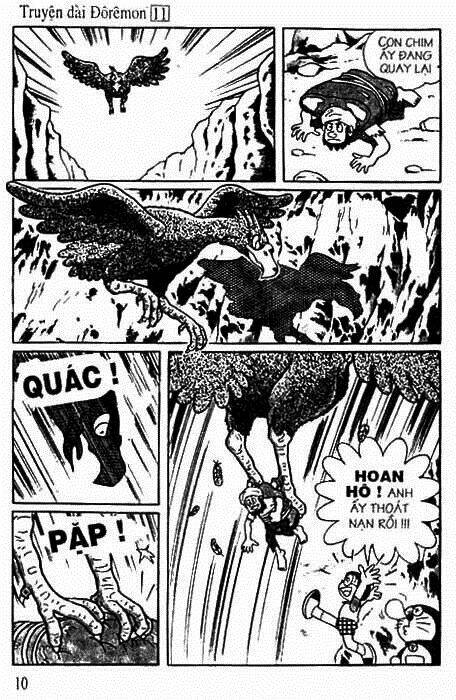 Truyện dài Đôrêmon 11
CON CHIM
ẤY ĐANG
QUAY LẠI
QUÁC !
PẶP !
HOAN
HÔ ! ANH
ẤY THOÁT
NẠN RỒI !!!
10